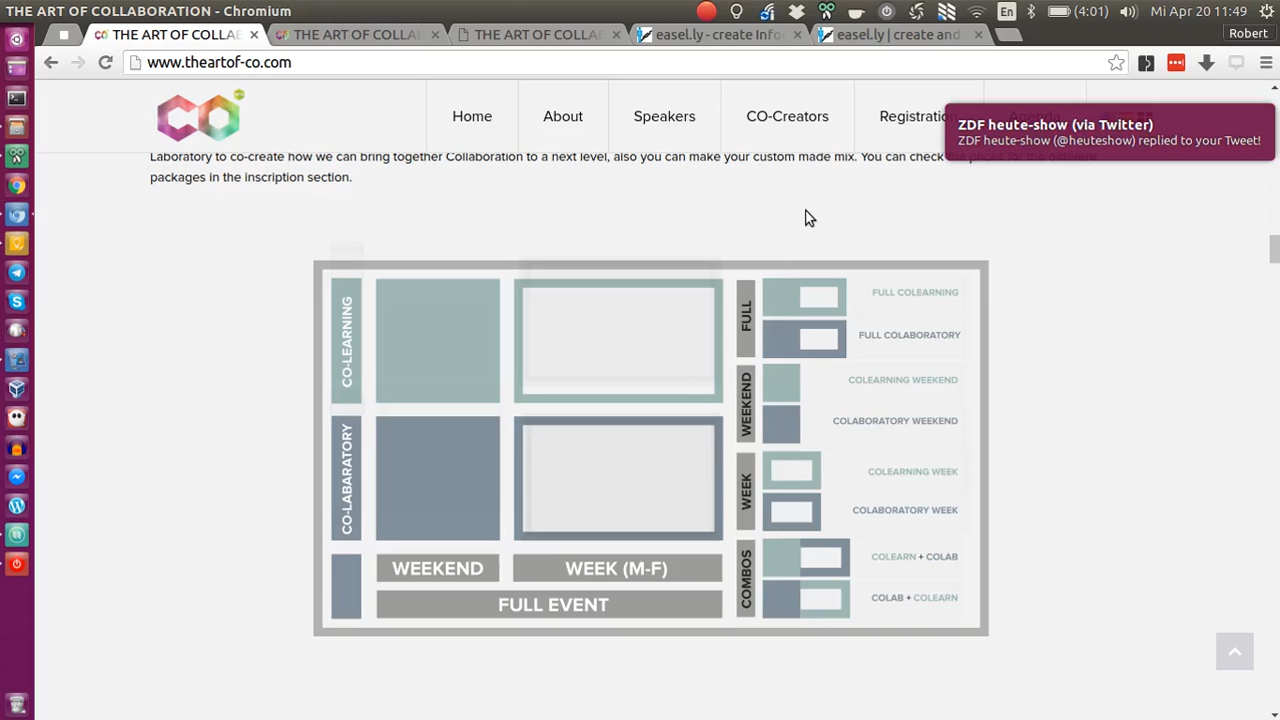 THE ART OF COLLABORATION - Chromium
En
(4:01)
Mi Apr 20 11:49
THE ART OF COLLAB
THE ART OF COLLA
THE ART OF COLLA
easel.ly - create Info
easel.ly | create and
Robert
www.theartof-co.com
CO
Home
About
Speakers
CO-Creators
Registration
ZDF heute-show (via Twitter)
ZDF heute-show (@heuteshow) replied to your Tweet!
Laboratory to co-create how we can bring together Collaboration to a next level, also you can make your custom made mix. You can check the
packages in the inscription section.
CO-LEARNING
CO-LABARATORY
WEEKEND
WEEK (M-F)
FULL EVENT
FULL
FULL COLEARNING
FULL COLABORATORY
WEEKEND
COLEARNING WEEKEND
COLABORATORY WEEKEND
WEEK
COLEARNING WEEK
COLABORATORY WEEK
COMBOS
COLEARN + COLAB
COLAB + COLEARN